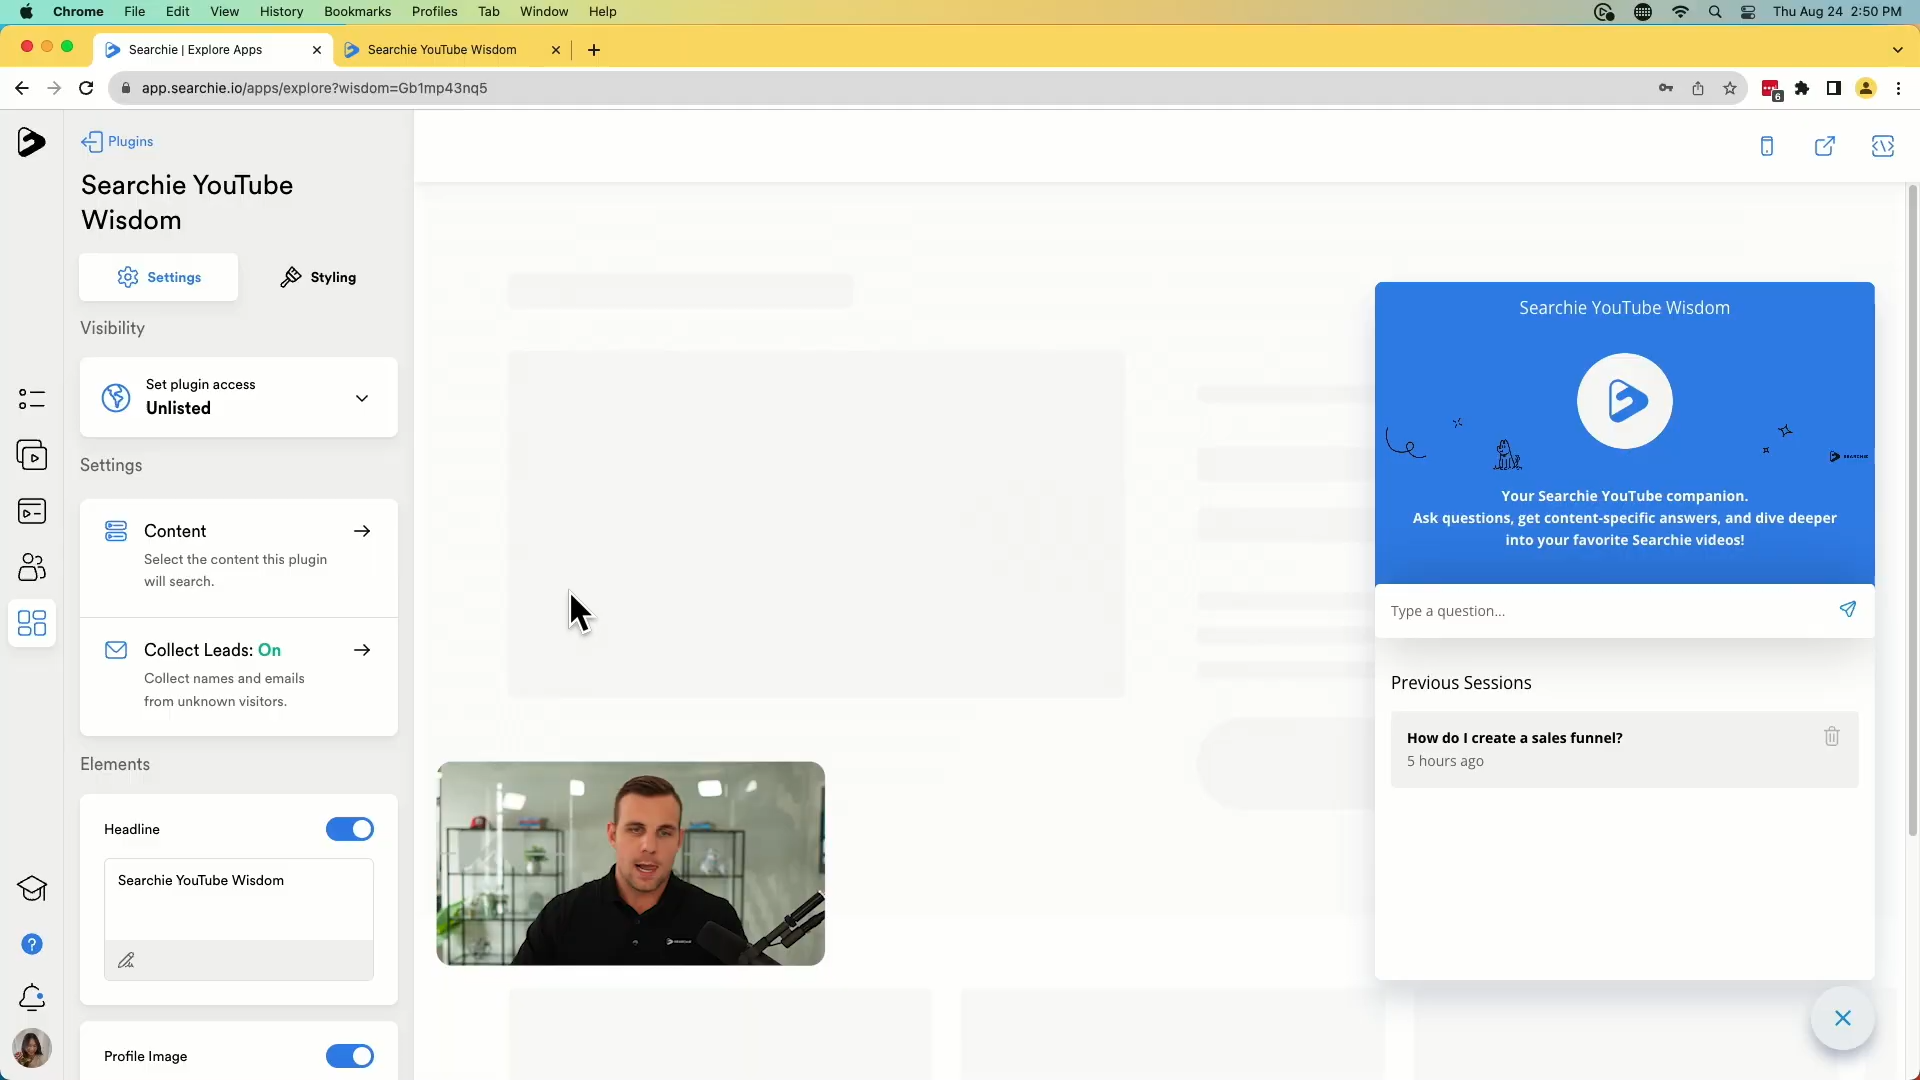 Chrome File Edit View History Bookmarks Profiles Tab Window Help
Thu Aug 24 2:50 PM
Searchie | Explore Apps
Searchie YouTube Wisdom
app.searchie.io/apps/explore?wisdom=Gb1mp43nq5
6
Plugins
Searchie YouTube
Wisdom
Settings
Styling
Visibility
Set plugin access
Unlisted
Settings
Content
Select the content this plugin
will search.
Collect Leads: On
Collect names and emails
from unknown visitors.
Elements
Headline
Searchie YouTube Wisdom
Profile Image
?
Searchie YouTube Wisdom
SEARCHIE
Your Searchie YouTube companion.
Ask questions, get content-specific answers, and dive deeper
into your favorite Searchie videos!
Type a question...
Previous Sessions
How do I create a sales funnel?
5 hours ago